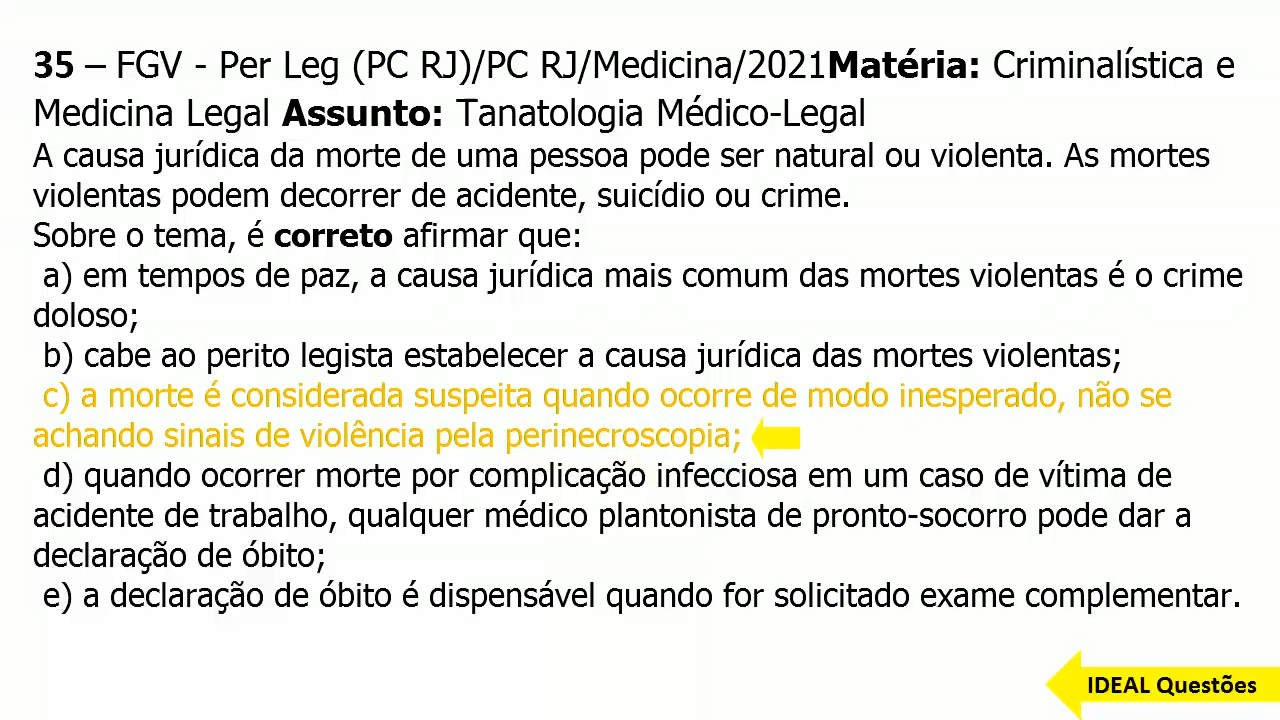 35 – FGV - Per Leg (PC RJ)/PC RJ/Medicina/2021Matéria: Criminalística e
Medicina Legal Assunto: Tanatologia Médico-Legal
A causa jurídica da morte de uma pessoa pode ser natural ou violenta. As mortes
violentas podem decorrer de acidente, suicídio ou crime.
Sobre o tema, é correto afirmar que:
a) em tempos de paz, a causa jurídica mais comum das mortes violentas é o crime
doloso;
b) cabe ao perito legista estabelecer a causa jurídica das mortes violentas;
c) a morte é considerada suspeita quando ocorre de modo inesperado, não se
achando sinais de violência pela perinecroscopia;
d) quando ocorrer morte por complicação infecciosa em um caso de vítima de
acidente de trabalho, qualquer médico plantonista de pronto-socorro pode dar a
declaração de óbito;
e) a declaração de óbito é dispensável quando for solicitado exame complementar.
IDEAL Questões